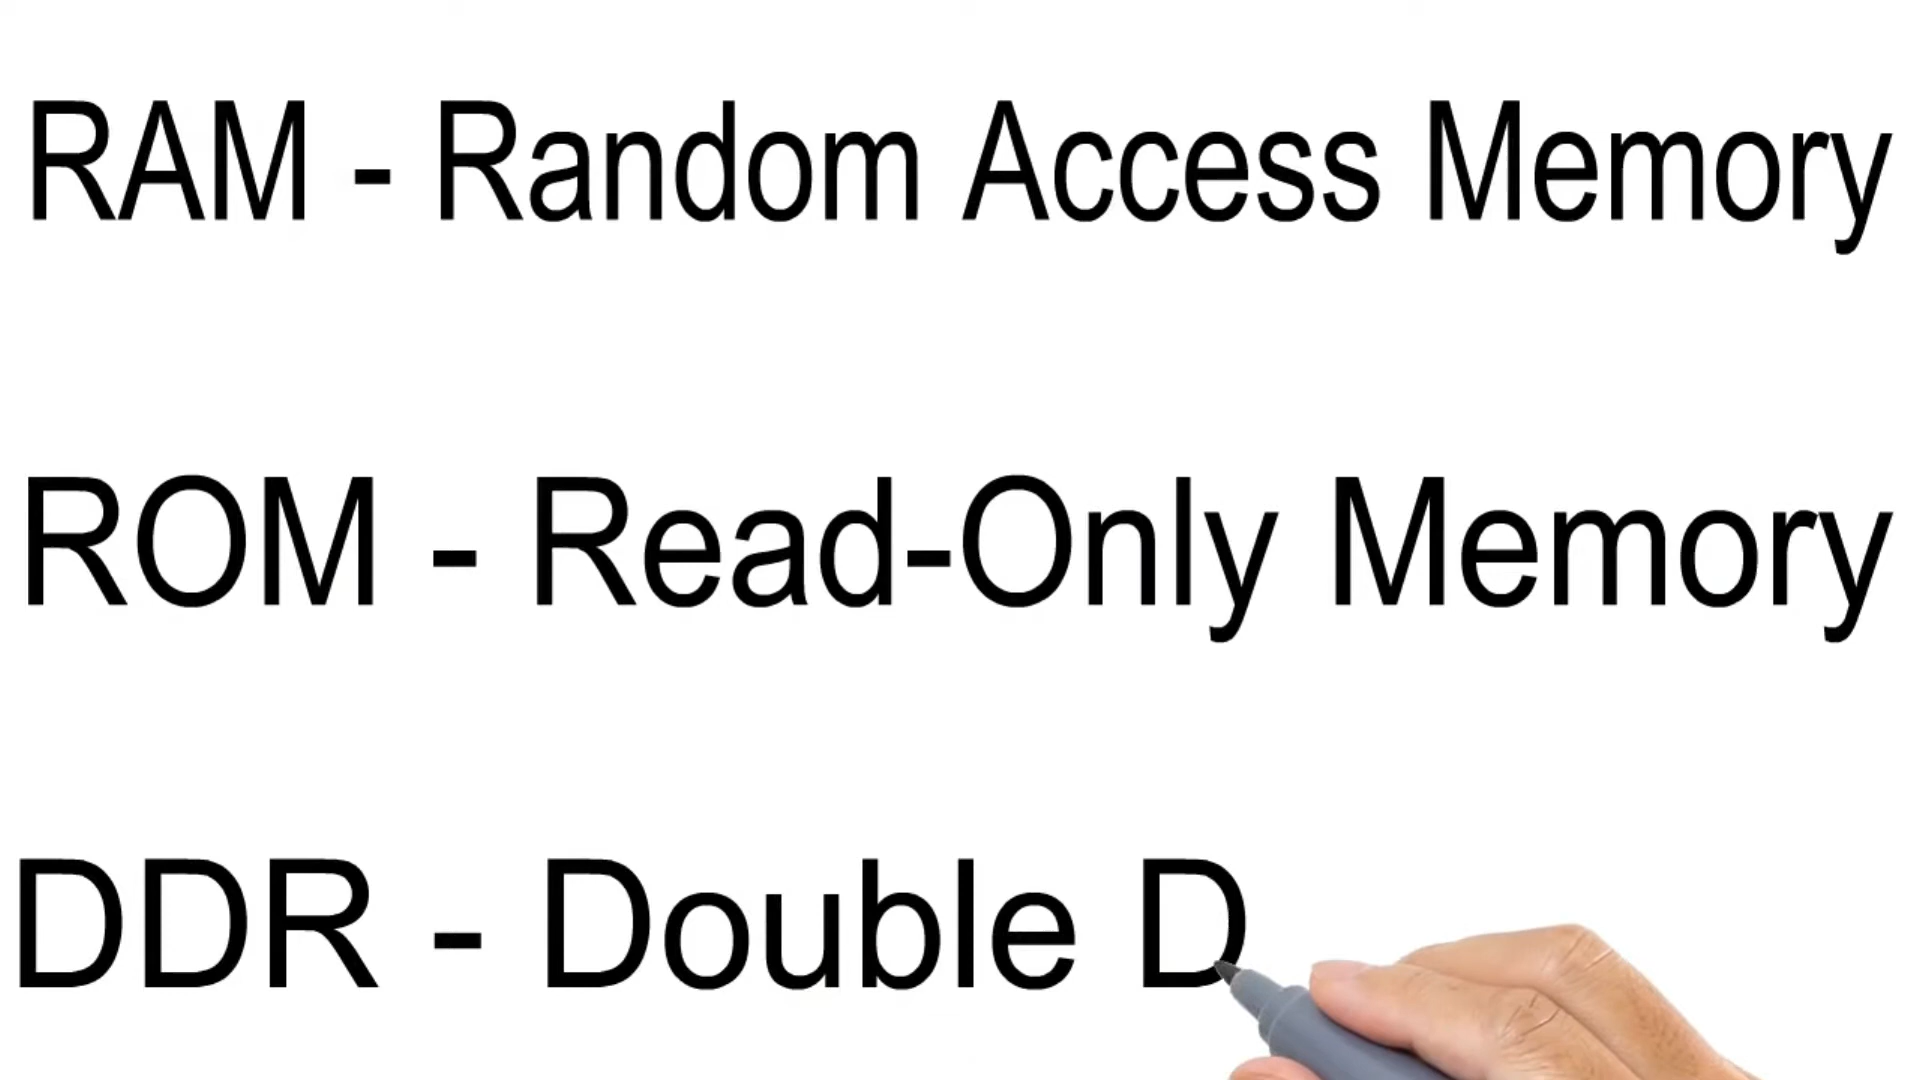 RAM - Random Access Memory
ROM - Read-Only Memory
DDR - Double D